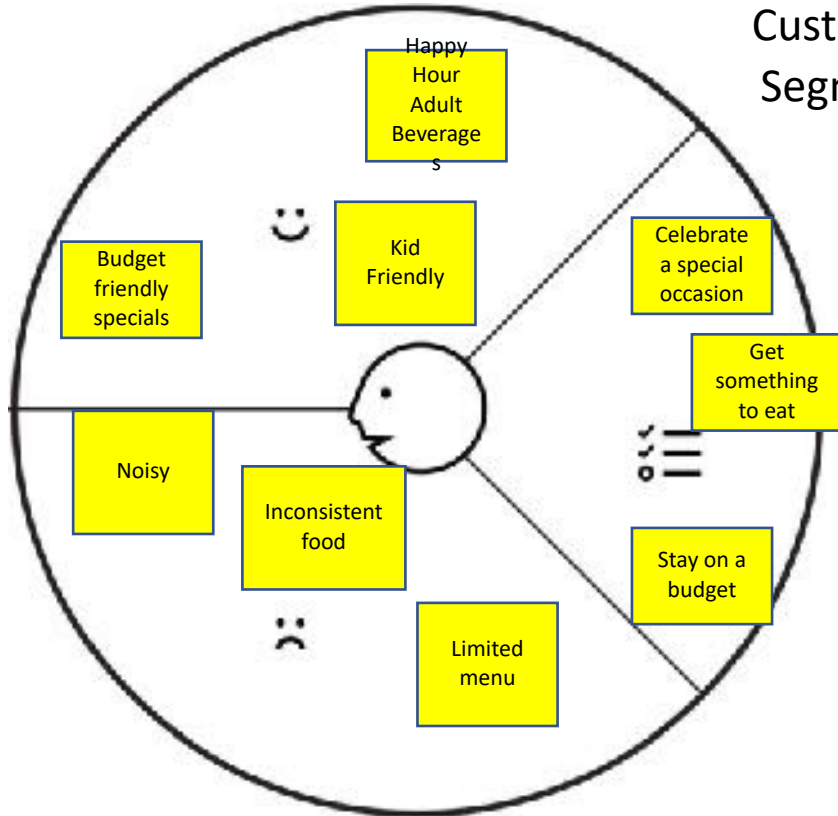 Cust
Segr
Happy
Hour
Adult
Beverage
s
Kid
Friendly
Budget
friendly
specials
Celebrate
a special
occasion
Get
something
to eat
Stay on a
budget
Noisy
Inconsistent
food
Limited
menu